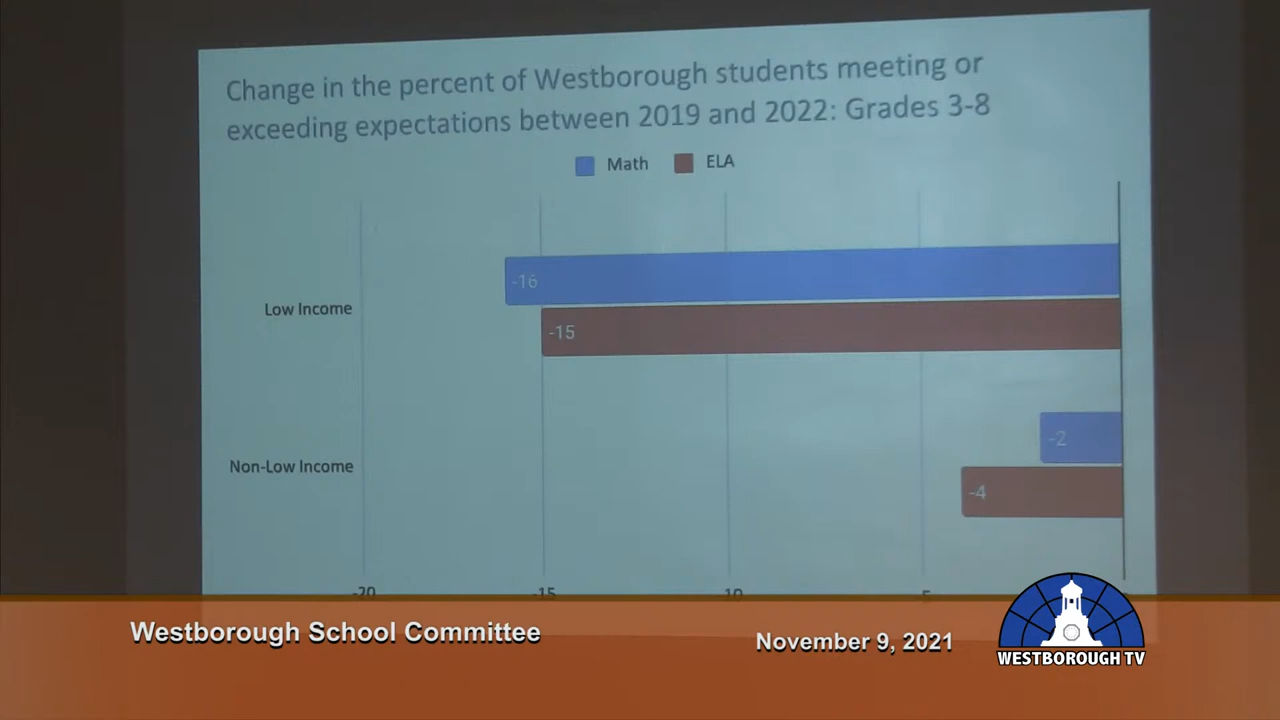 Change in the percent of Westborough students meeting or
exceeding expectations between 2019 and 2022: Grades 3-8
Math ELA
-16
Low Income
-15
-2
Non-Low Income
-4
-20 -15
Westborough School Committee
November 9, 2021
WESTBOROUGH TV